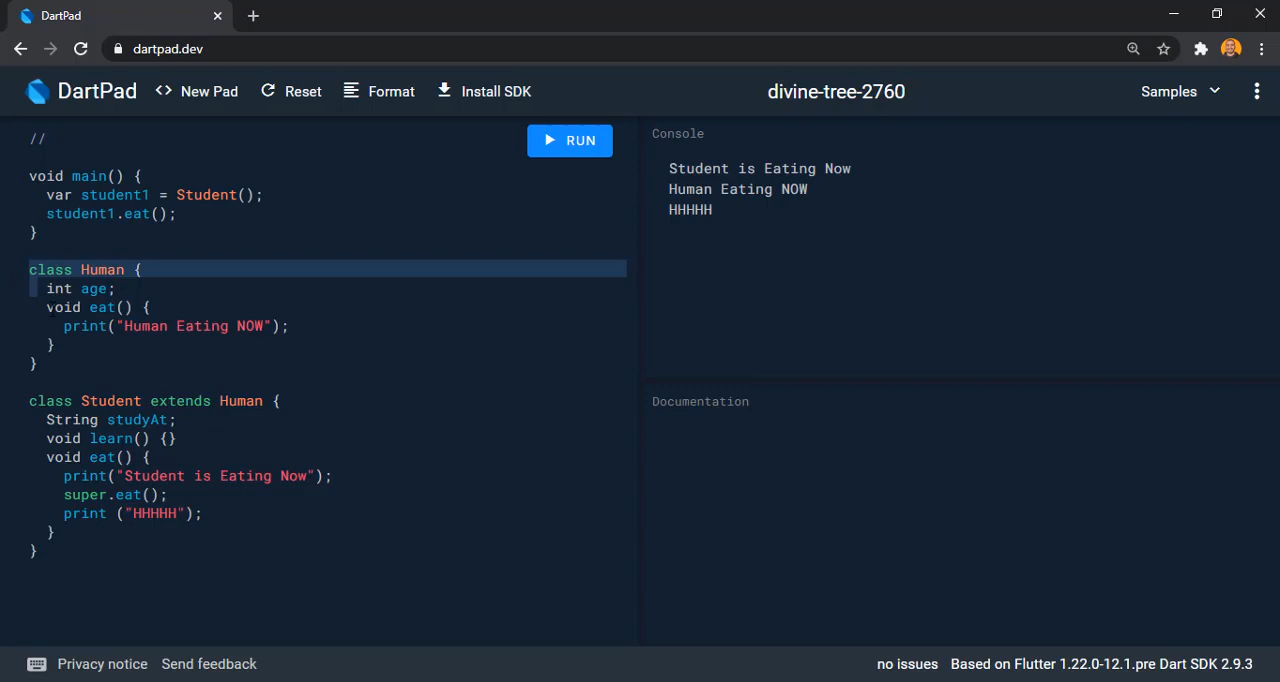 DartPad
dartpad.dev
DartPad
New Pad
Reset
Format
Install SDK
divine-tree-2760
Samples
//
RUN
void main() {
  var student1 = Student();
  student1.eat();
}
class Human {
  int age;
  void eat() {
    print("Human Eating NOW");
  }
}
class Student extends Human {
  String studyAt;
  void learn() {}
  void eat() {
    print("Student is Eating Now");
    super.eat();
    print ("HHHHH");
  }
}
Console
Student is Eating Now
Human Eating NOW
HHHHH
Documentation
Privacy notice
Send feedback
no issues
Based on Flutter 1.22.0-12.1.pre Dart SDK 2.9.3